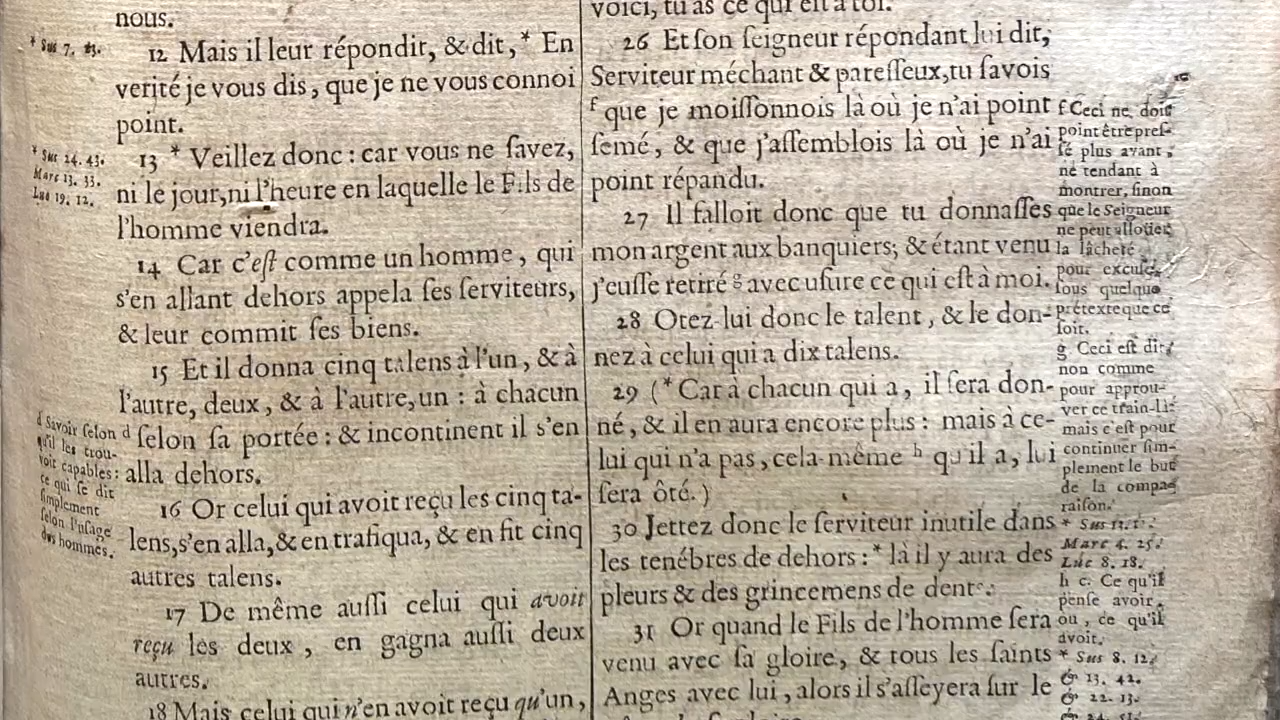 nous.
12 Mais il leur répondit, & dit, * En
verité je vous dis, que je ne vous connoi
point.
13 * Veillez donc : car vous ne ſavez,
ni le jour, ni l'heure en laquelle le Fils de
l'homme viendra.
14 Car c'eſt comme un homme, qui
s'en allant dehors appela ſes ſerviteurs,
& leur commit ſes biens.
15 Et il donna cinq talens à l'un, & à
l'autre, deux, & à l'autre, un : à chacun
d ſelon ſa portée : & incontinent il s'en
alla dehors.
16 Or celui qui avoit reçu les cinq ta-
lens, s'en alla, & en trafiqua, & en fit cinq
autres talens.
17 De même auſſi celui qui avoit
reçu les deux, en gagna auſſi deux
autres.
18 Mais celui qui n'en avoit reçu qu'un,
* Sus 7. 23.
* Sus 24. 43.
Marc 13. 33.
Luc 19. 12.
d Savoir ſelon
qu'il les trou-
voit capables :
ce qui ſe dit
ſimplement
ſelon l'uſage
des hommes.
voici, tu as ce qui eſt à toi.
26 Et ſon ſeigneur répondant lui dit,
Serviteur méchant & pareſſeux, tu ſavois
f que je moiſſonnois là où je n'ai point
ſemé, & que j'aſſemblois là où je n'ai
point répandu.
27 Il falloit donc que tu donnaſſes
mon argent aux banquiers; & étant venu
j'euſſe retiré g avec uſure ce qui eſt à moi.
28 Otez-lui donc le talent, & le don-
nez à celui qui a dix talens.
29 (* Car à chacun qui a, il ſera don-
né, & il en aura encore plus : mais à ce-
lui qui n'a pas, cela-même h qu'il a, lui
ſera ôté.)
30 Jettez donc le ſerviteur inutile dans
les tenébres de dehors : * là il y aura des
pleurs & des grincemens de dents.
31 Or quand le Fils de l'homme ſera
venu avec ſa gloire, & tous les ſaints
Anges avec lui, alors il s'aſſeyera ſur le
f Ceci ne doit
point être preſ-
ſé plus avant,
ne tendant à
montrer, ſinon
que le Seigneur
ne peut allouer
la lâcheté
pour excuſe,
ſous quelque
prétexte que ce
ſoit.
g Ceci eſt dit,
non comme
pour approu-
ver ce train-là:
mais c'eſt pour
continuer ſim-
plement le but
de la compa-
raiſon.
* Sus
Marc 4. 25.
Luc 8. 18.
h c. Ce qu'il
penſe avoir,
ou, ce qu'il
avoit.
* Sus 8. 12.
& 13. 42.
& 22. 13.